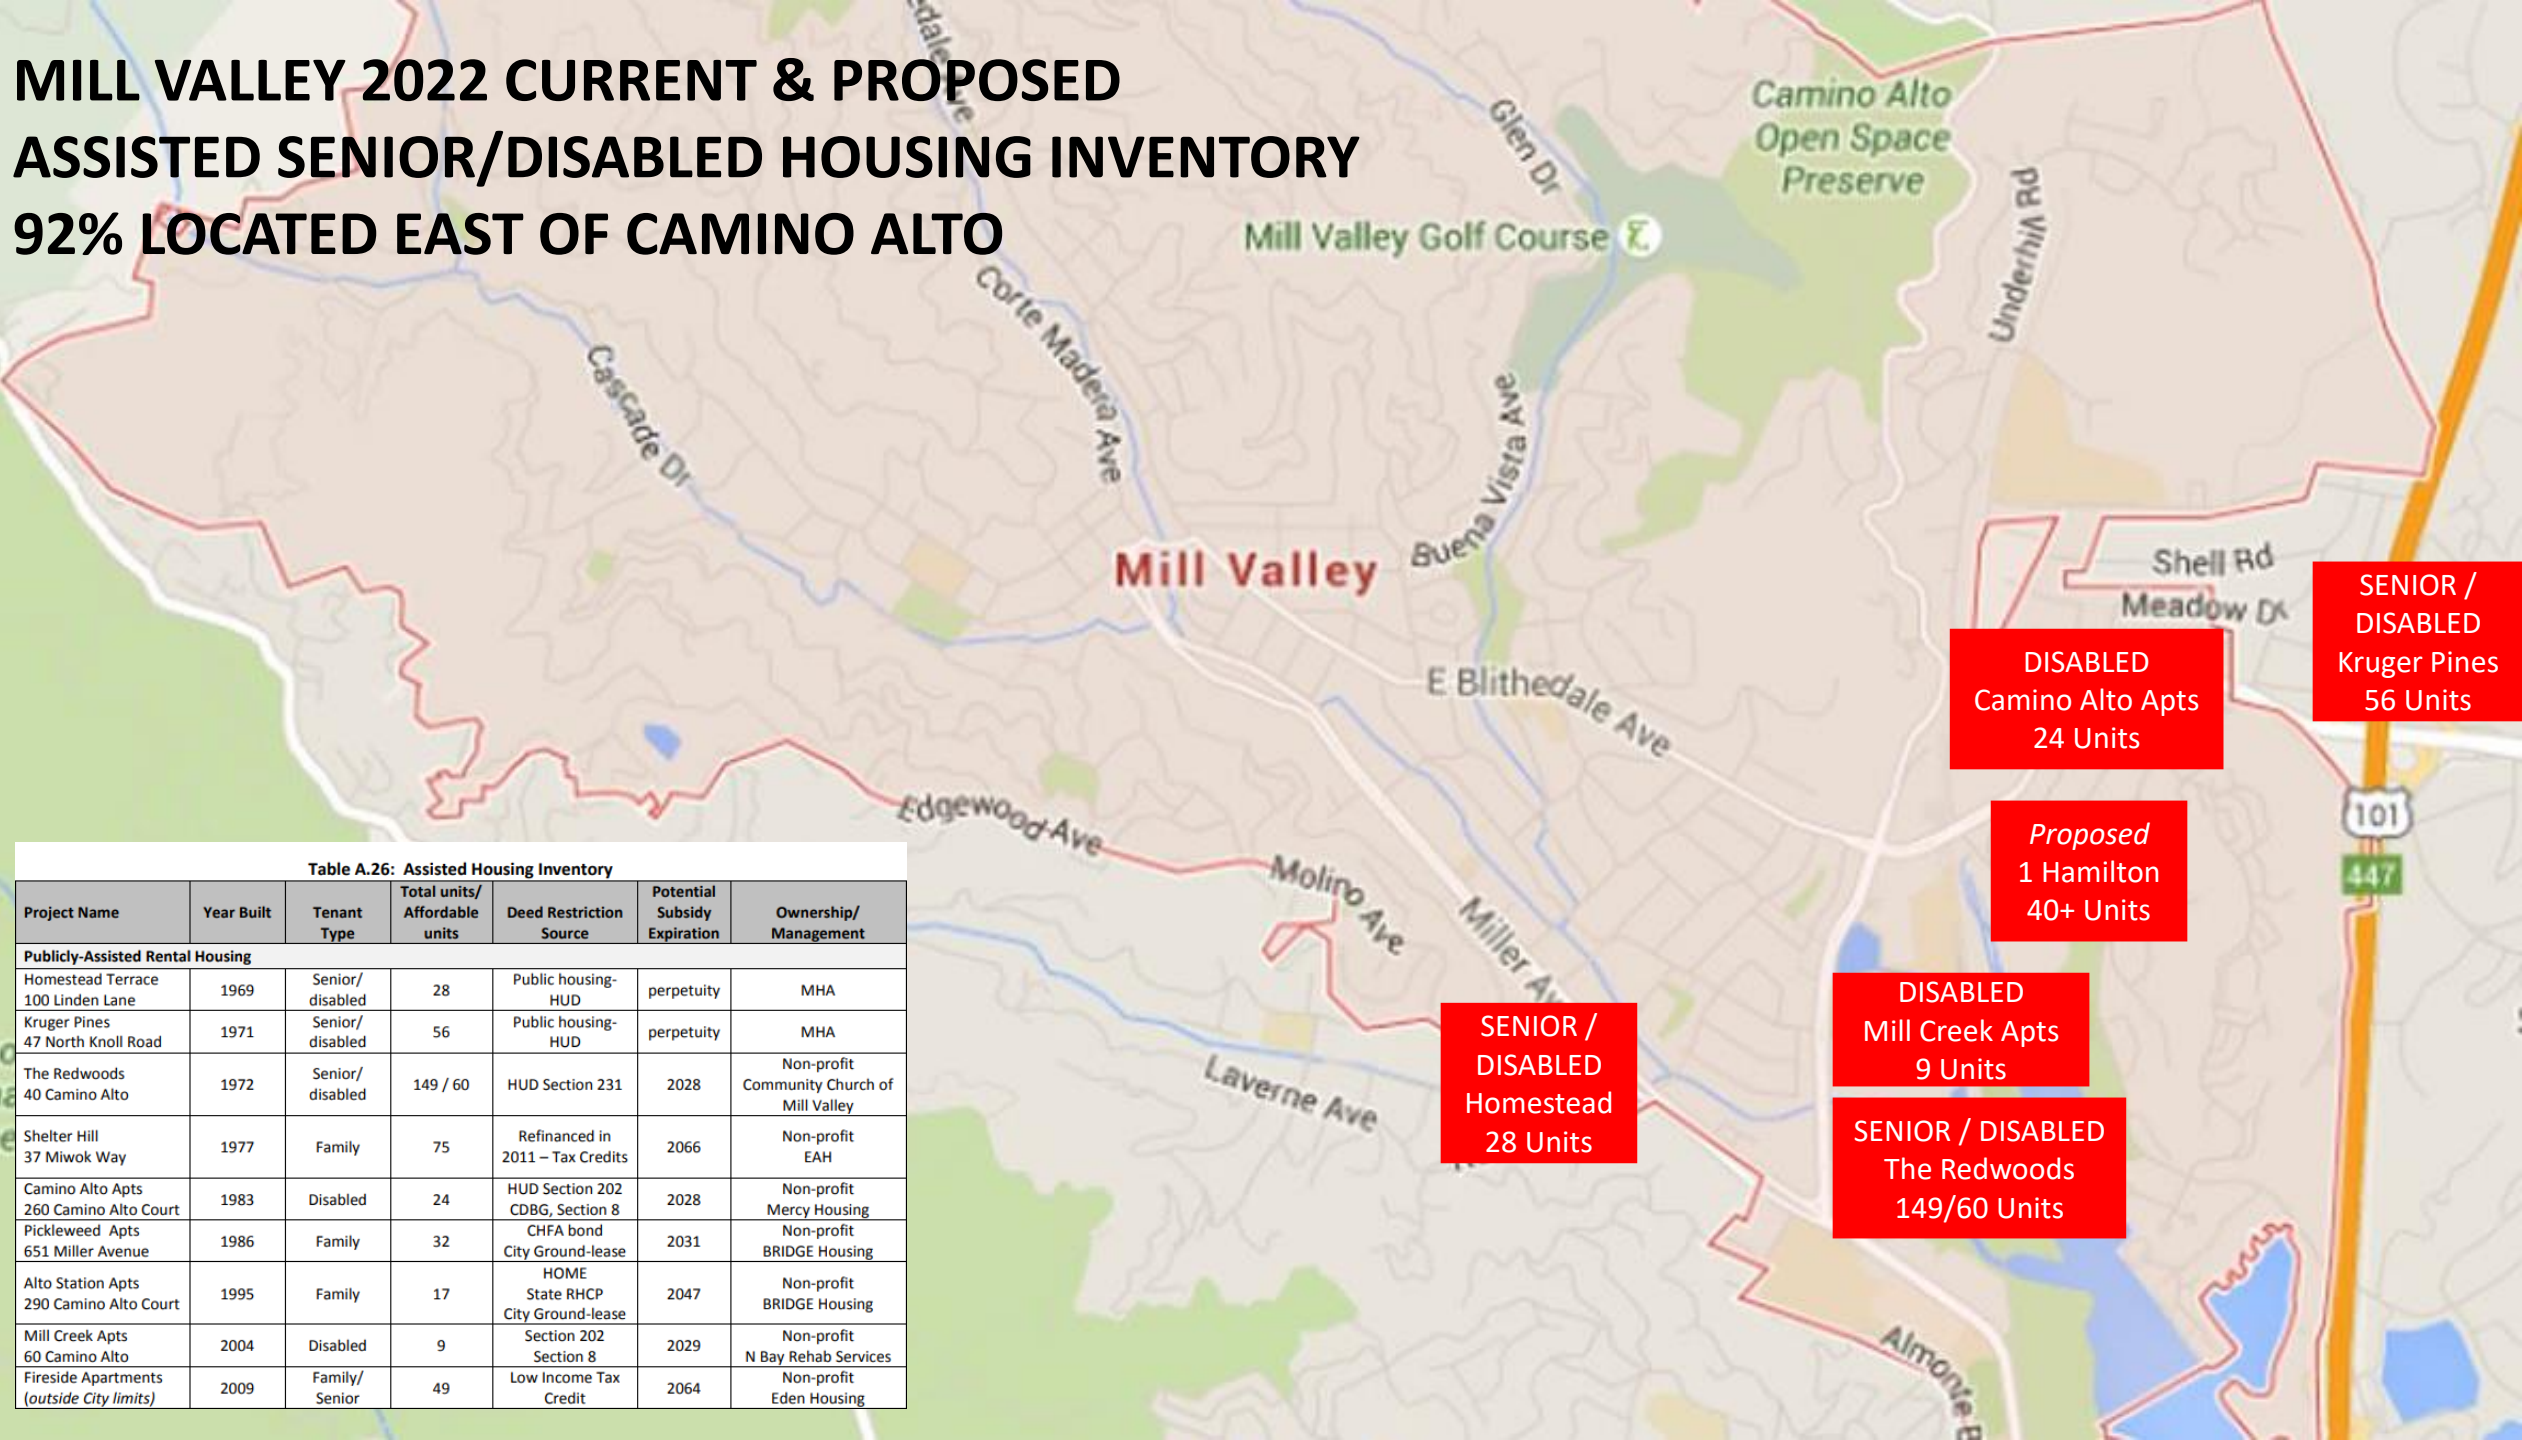 MILL VALLEY 2022 CURRENT & PROPOSED
ASSISTED SENIOR/DISABLED HOUSING INVENTORY
92% LOCATED EAST OF CAMINO ALTO
Camino Alto
Open Space
Preserve
Glen Dr
Underhill Rd
Mill Valley Golf Course
Corte Madera Ave
Cascade Dr
Buena Vista Ave
Mill Valley
Shell Rd
Meadow Dr
E Blithedale Ave
Edgewood Ave
Molino Ave
Miller Av
Laverne Ave
Almonte B
101
447
SENIOR /
DISABLED
Kruger Pines
56 Units
DISABLED
Camino Alto Apts
24 Units
Proposed
1 Hamilton
40+ Units
DISABLED
Mill Creek Apts
9 Units
SENIOR /
DISABLED
Homestead
28 Units
SENIOR / DISABLED
The Redwoods
149/60 Units
Table A.26: Assisted Housing Inventory
Project Name Year Built Tenant Type Total units/ Affordable units Deed Restriction Source Potential Subsidy Expiration Ownership/ Management
Publicly-Assisted Rental Housing
Homestead Terrace 100 Linden Lane 1969 Senior/ disabled 28 Public housing- HUD perpetuity MHA
Kruger Pines 47 North Knoll Road 1971 Senior/ disabled 56 Public housing- HUD perpetuity MHA
The Redwoods 40 Camino Alto 1972 Senior/ disabled 149 / 60 HUD Section 231 2028 Non-profit Community Church of Mill Valley
Shelter Hill 37 Miwok Way 1977 Family 75 Refinanced in 2011 – Tax Credits 2066 Non-profit EAH
Camino Alto Apts 260 Camino Alto Court 1983 Disabled 24 HUD Section 202 CDBG, Section 8 2028 Non-profit Mercy Housing
Pickleweed Apts 651 Miller Avenue 1986 Family 32 CHFA bond City Ground-lease 2031 Non-profit BRIDGE Housing
Alto Station Apts 290 Camino Alto Court 1995 Family 17 HOME State RHCP City Ground-lease 2047 Non-profit BRIDGE Housing
Mill Creek Apts 60 Camino Alto 2004 Disabled 9 Section 202 Section 8 2029 Non-profit N Bay Rehab Services
Fireside Apartments (outside City limits) 2009 Family/ Senior 49 Low Income Tax Credit 2064 Non-profit Eden Housing